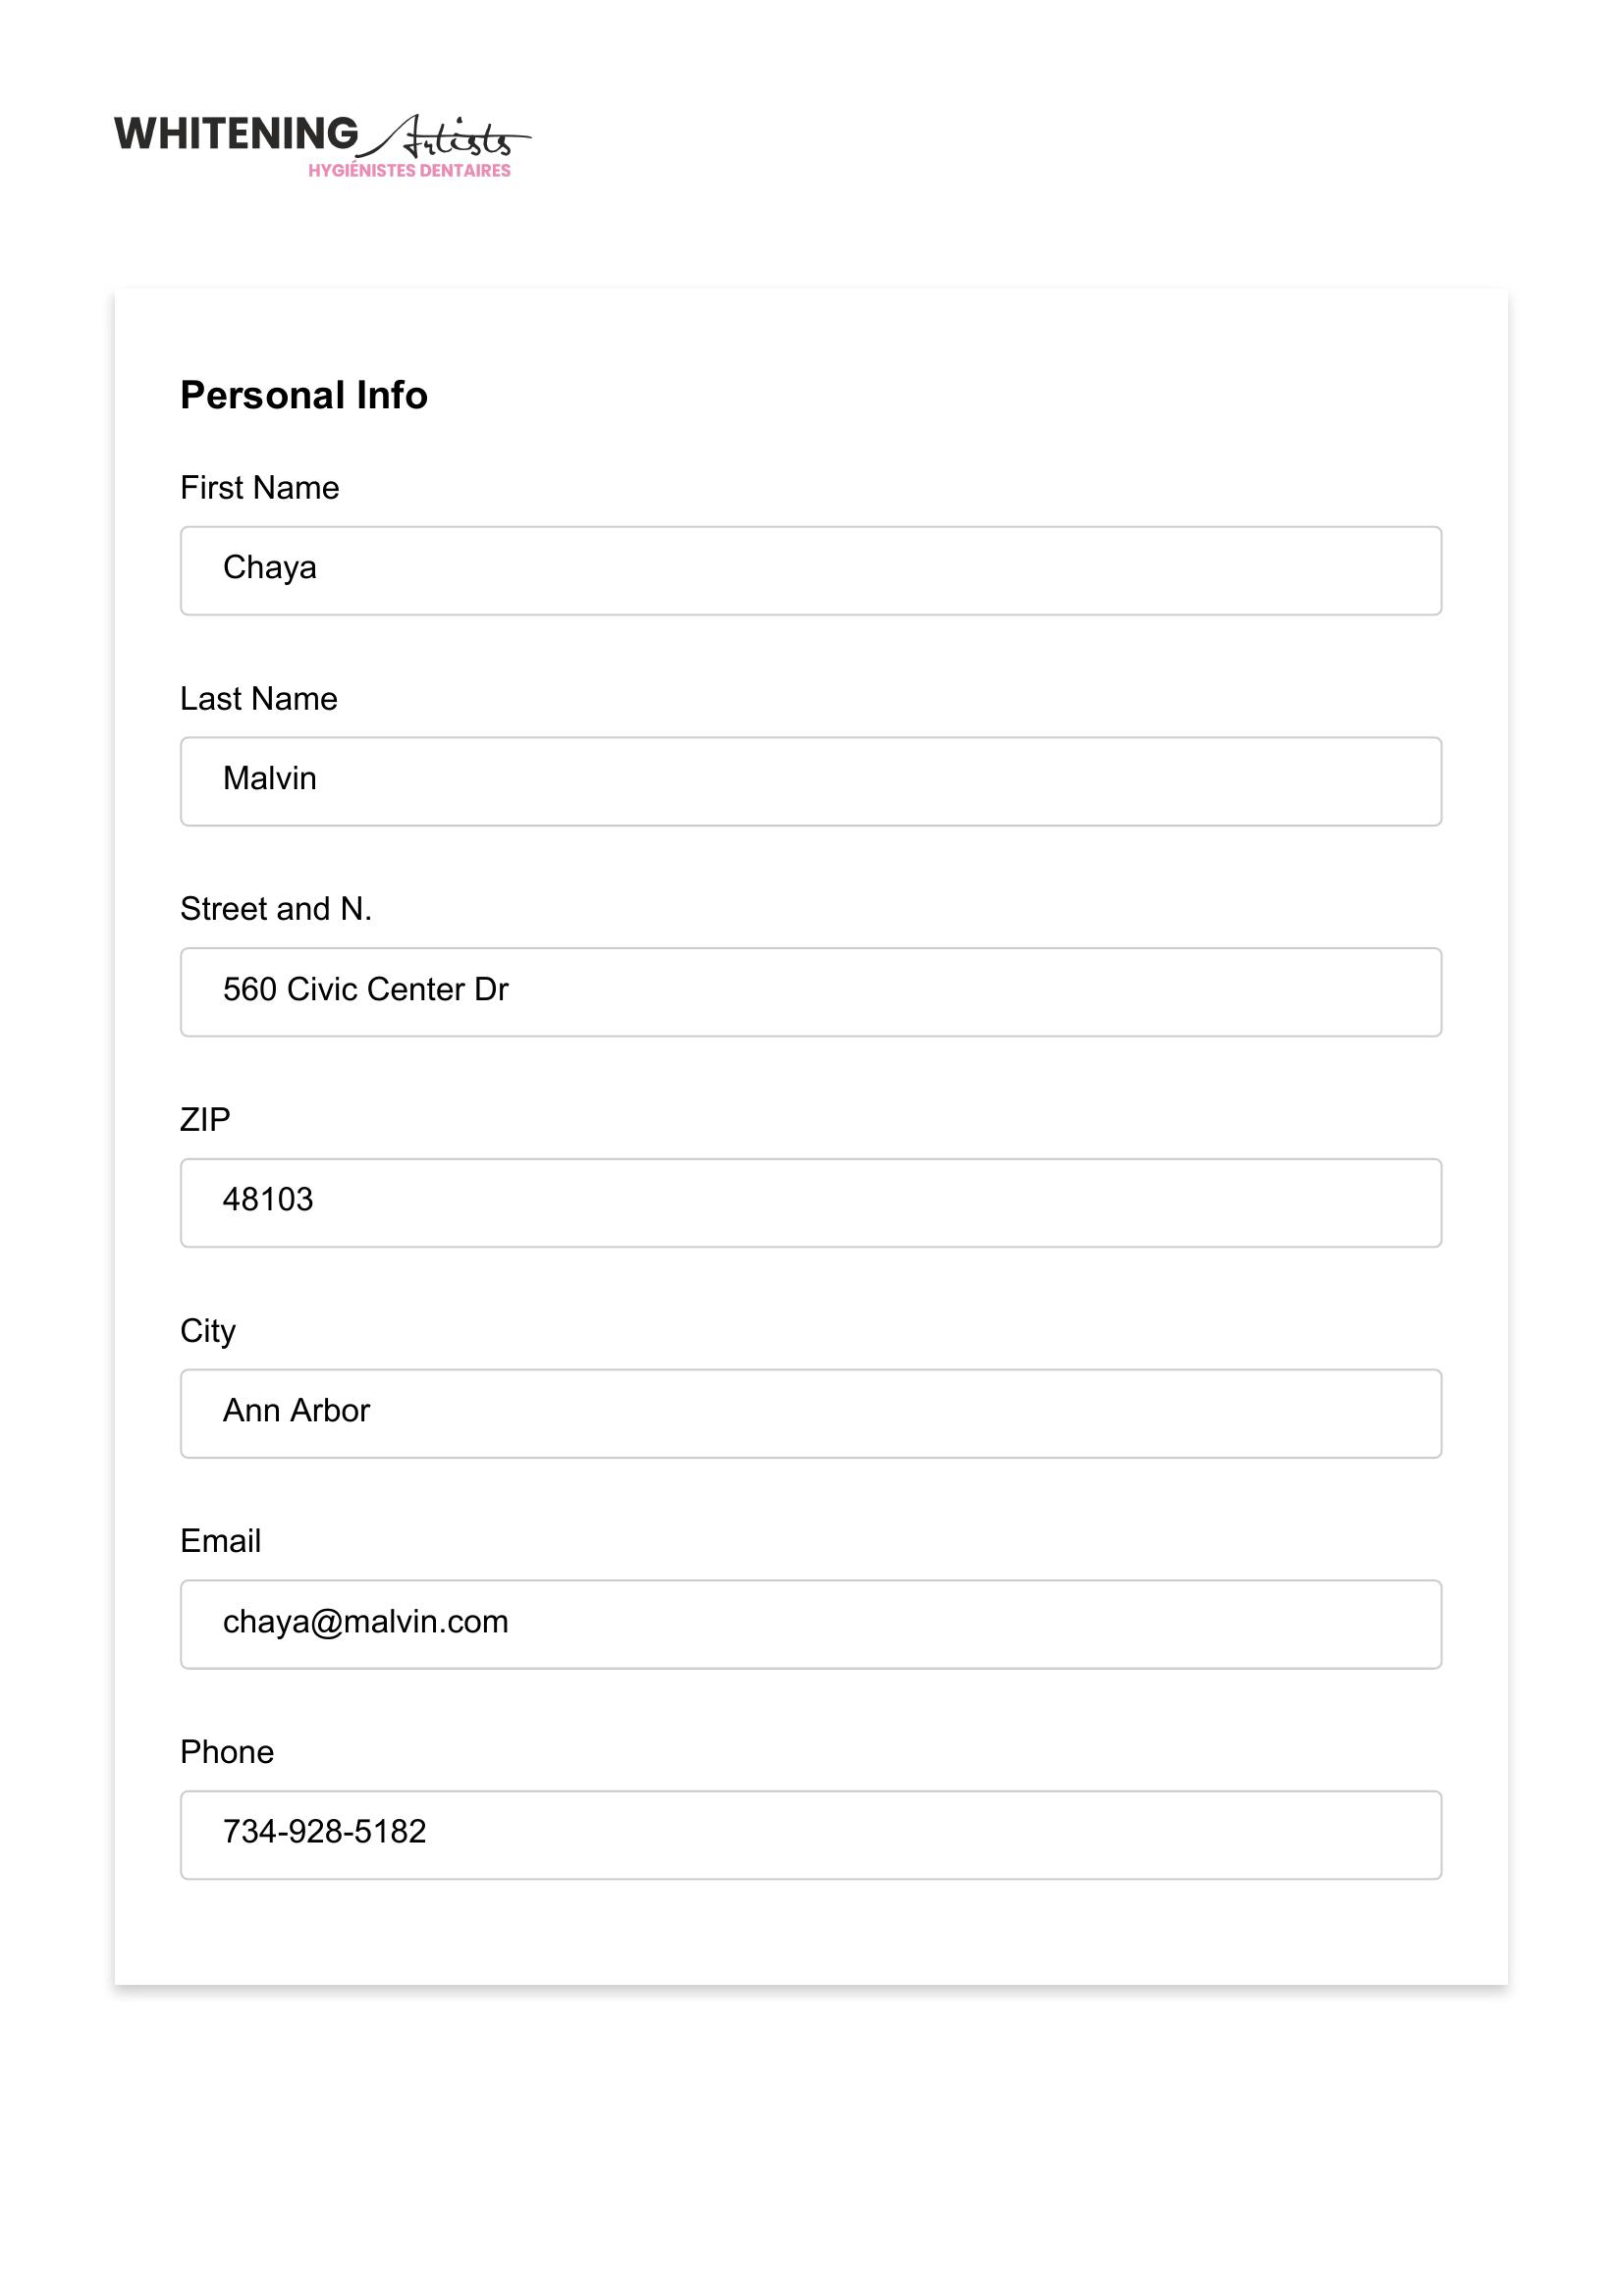 WHITENING Artists
HYGIÉNISTES DENTAIRES
Personal Info
First Name
Chaya
Last Name
Malvin
Street and N.
560 Civic Center Dr
ZIP
48103
City
Ann Arbor
Email
chaya@malvin.com
Phone
734-928-5182